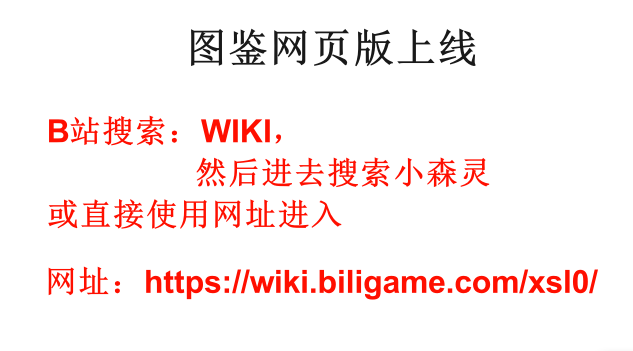 图鉴网页版上线
B站搜索：WIKI，
然后进去搜索小森灵
或直接使用网址进入
网址：https://wiki.biligame.com/xsl0/